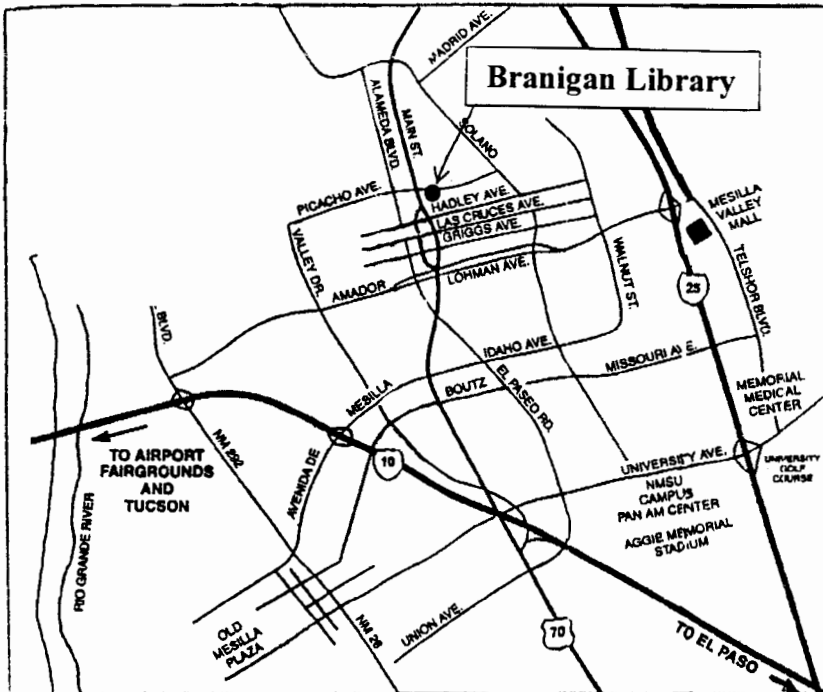 MADRID AVE.
Branigan Library
ALAMEDA BLVD.
MAIN ST.
SOLANO
PICACHO AVE.
HADLEY AVE.
LAS CRUCES AVE.
GRIGGS AVE.
MESILLA
VALLEY
MALL
VALLEY DR.
AMADOR
LOHMAN AVE.
WALNUT ST.
TELSHOR BLVD.
25
BLVD.
IDAHO AVE.
MISSOURI AVE.
MESILLA
BOUTZ
EL PASEO RD.
MEMORIAL
MEDICAL
CENTER
TO AIRPORT
FAIRGROUNDS
AND
TUCSON
NM 292
AVENIDA DE
10
UNIVERSITY AVE.
UNIVERSITY
GOLF
COURSE
NMSU
CAMPUS
PAN AM CENTER
AGGIE MEMORIAL
STADIUM
RIO GRANDE RIVER
OLD
MESILLA
PLAZA
NM 28
UNION AVE.
70
TO EL PASO